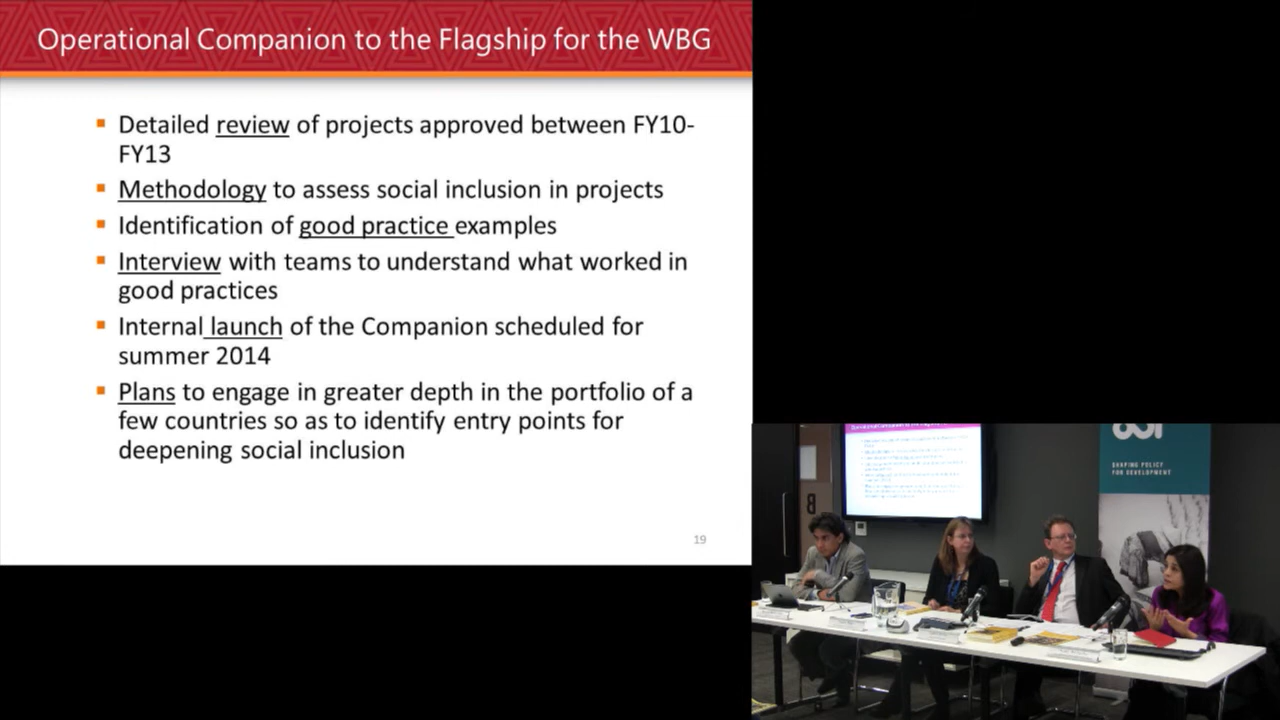 Operational Companion to the Flagship for the WBG
▪ Detailed review of projects approved between FY10-
FY13
▪ Methodology to assess social inclusion in projects
▪ Identification of good practice examples
▪ Interview with teams to understand what worked in
good practices
▪ Internal launch of the Companion scheduled for
summer 2014
▪ Plans to engage in greater depth in the portfolio of a
few countries so as to identify entry points for
deepening social inclusion
19
SHAPING POLICY
FOR DEVELOPMENT